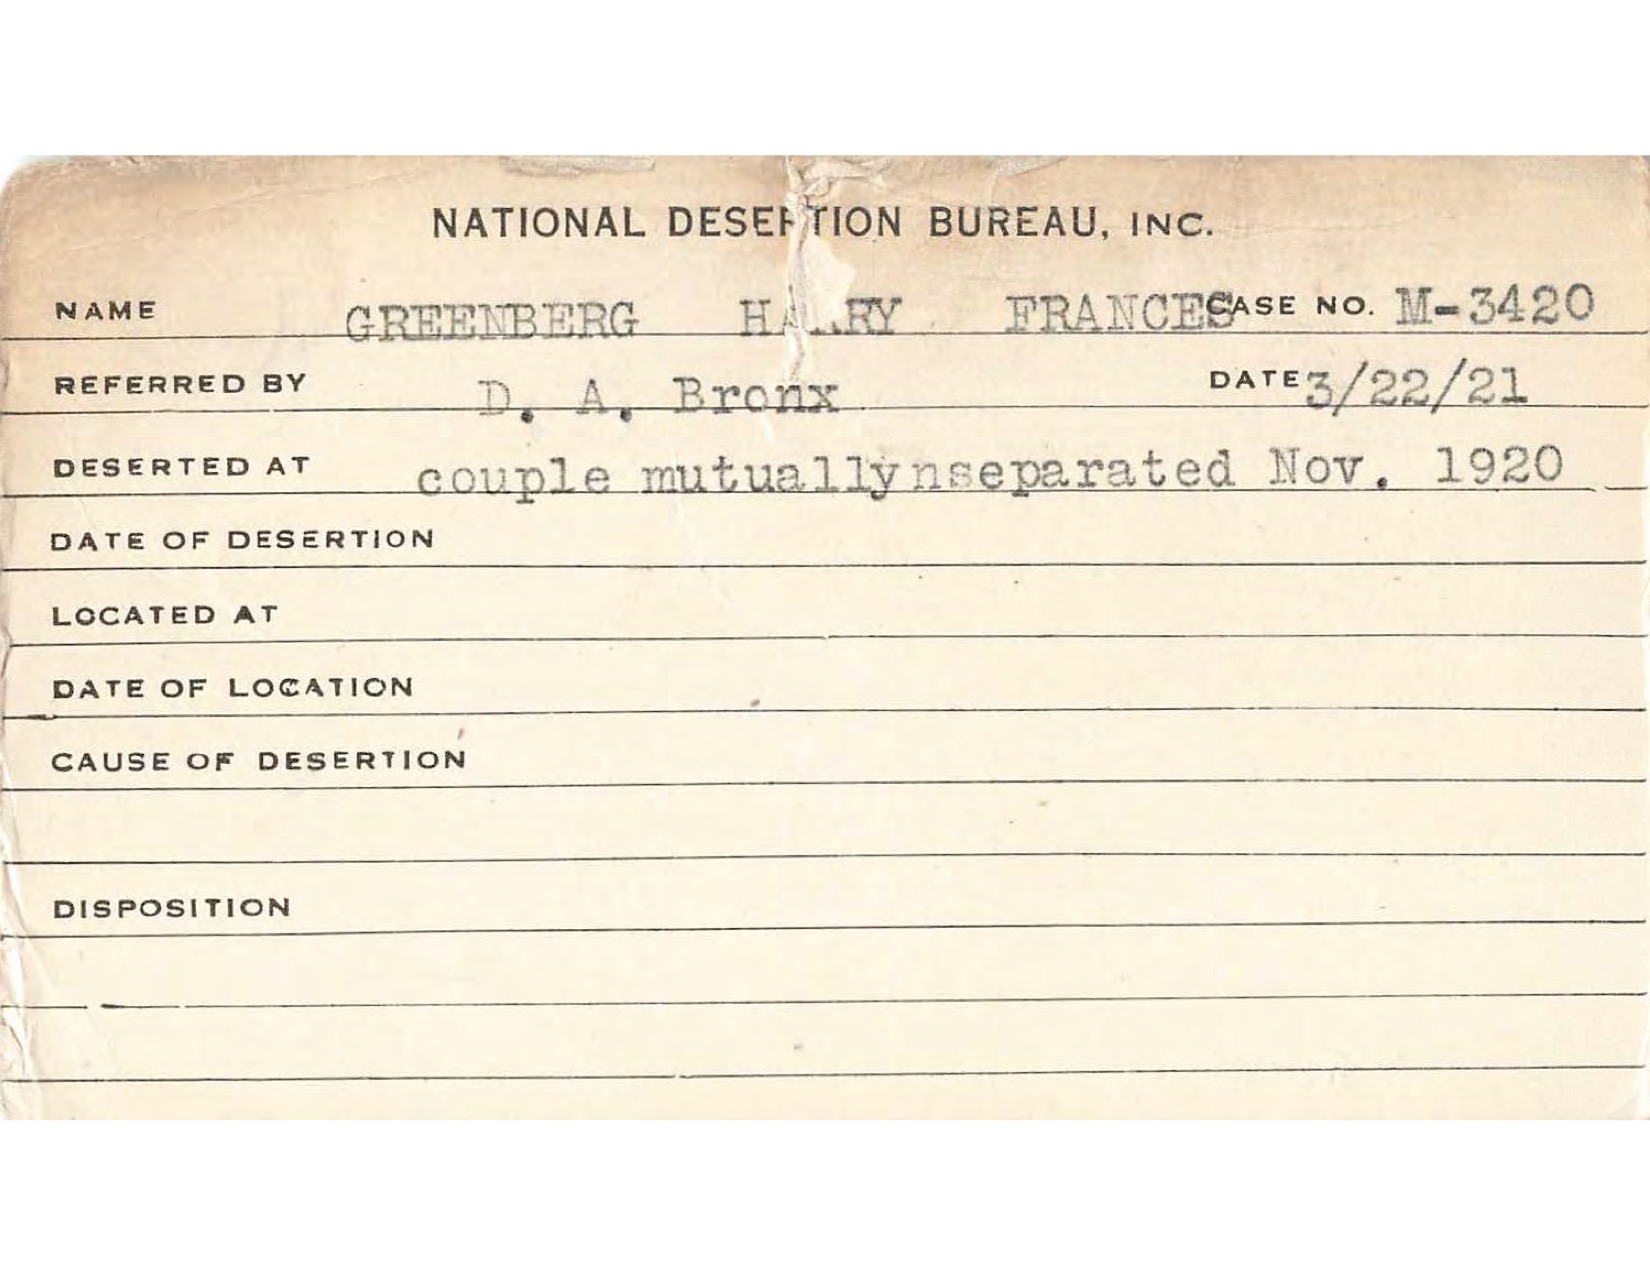 NATIONAL DESERTION BUREAU, INC.
NAME GREENBERG HARRY FRANCES CASE NO. M-3420
REFERRED BY D. A. Bronx DATE 3/22/21
DESERTED AT couple mutuallynseparated Nov. 1920
DATE OF DESERTION
LOCATED AT
DATE OF LOCATION
CAUSE OF DESERTION
DISPOSITION